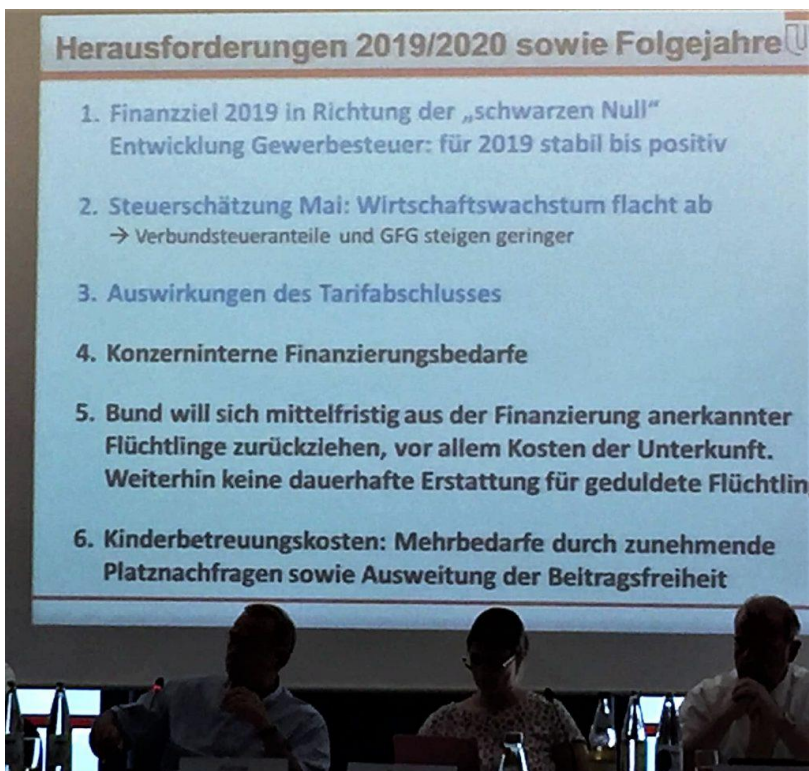 Herausforderungen 2019/2020 sowie Folgejahre
1. Finanzziel 2019 in Richtung der „schwarzen Null“
Entwicklung Gewerbesteuer: für 2019 stabil bis positiv
2. Steuerschätzung Mai: Wirtschaftswachstum flacht ab
→ Verbundsteueranteile und GFG steigen geringer
3. Auswirkungen des Tarifabschlusses
4. Konzerninterne Finanzierungsbedarfe
5. Bund will sich mittelfristig aus der Finanzierung anerkannter
Flüchtlinge zurückziehen, vor allem Kosten der Unterkunft.
Weiterhin keine dauerhafte Erstattung für geduldete Flüchtlin
6. Kinderbetreuungskosten: Mehrbedarfe durch zunehmende
Platznachfragen sowie Ausweitung der Beitragsfreiheit